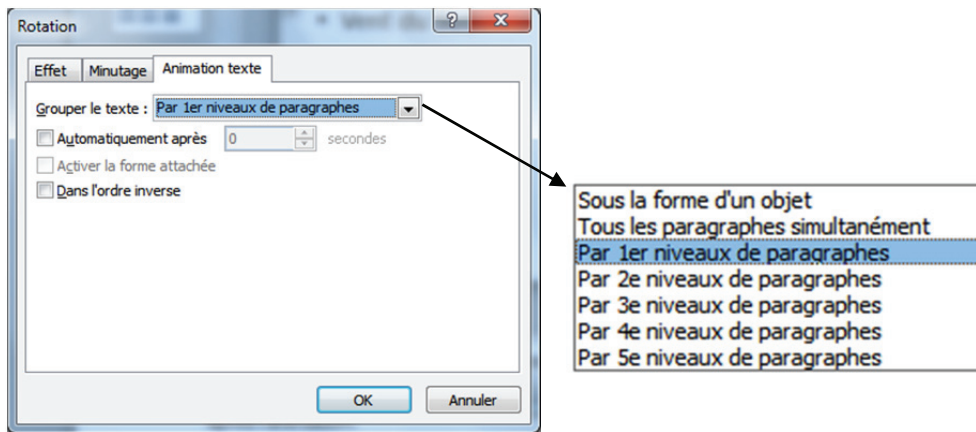 Rotation
Effet Minutage Animation texte
Grouper le texte : Par 1er niveaux de paragraphes
Automatiquement après 0 secondes
Activer la forme attachée
Dans l'ordre inverse
OK Annuler
Sous la forme d'un objet
Tous les paragraphes simultanément
Par 1er niveaux de paragraphes
Par 2e niveaux de paragraphes
Par 3e niveaux de paragraphes
Par 4e niveaux de paragraphes
Par 5e niveaux de paragraphes